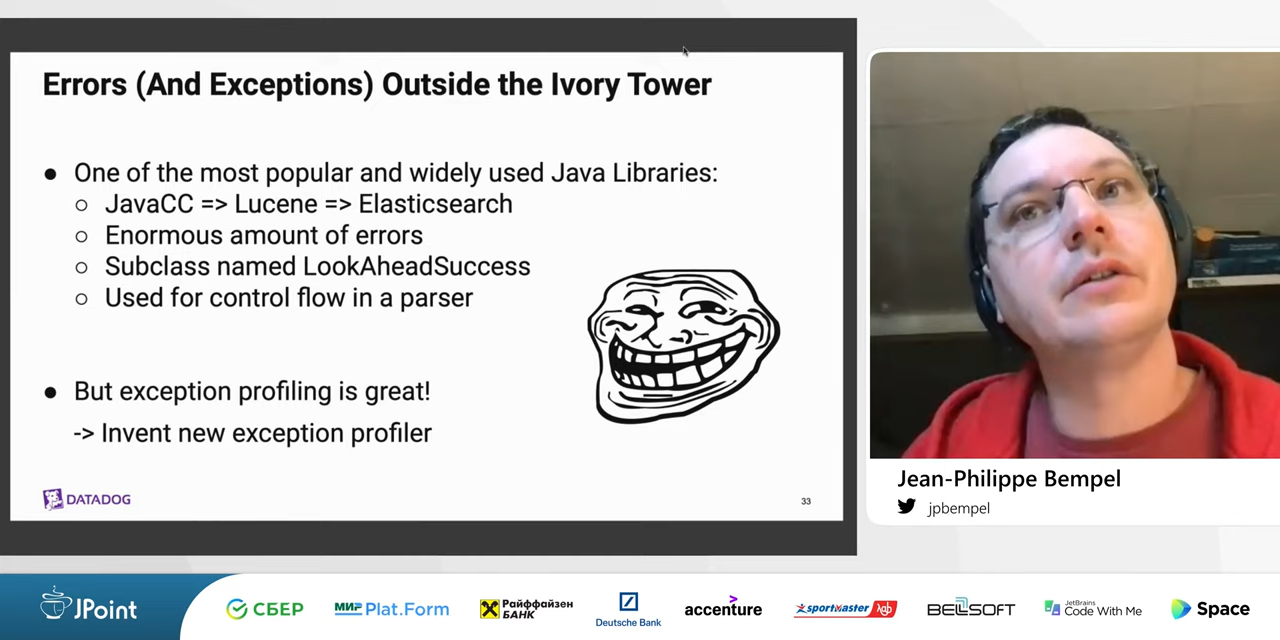 Errors (And Exceptions) Outside the Ivory Tower
● One of the most popular and widely used Java Libraries:
○ JavaCC => Lucene => Elasticsearch
○ Enormous amount of errors
○ Subclass named LookAheadSuccess
○ Used for control flow in a parser
● But exception profiling is great!
-> Invent new exception profiler
DATADOG
33
Jean-Philippe Bempel
jpbempel
JPoint
СБЕР
МИР Plat.Form
Райффайзен
БАНК
Deutsche Bank
accenture
sportmaster lab
BELLSOFT
JetBrains
Code With Me
Space